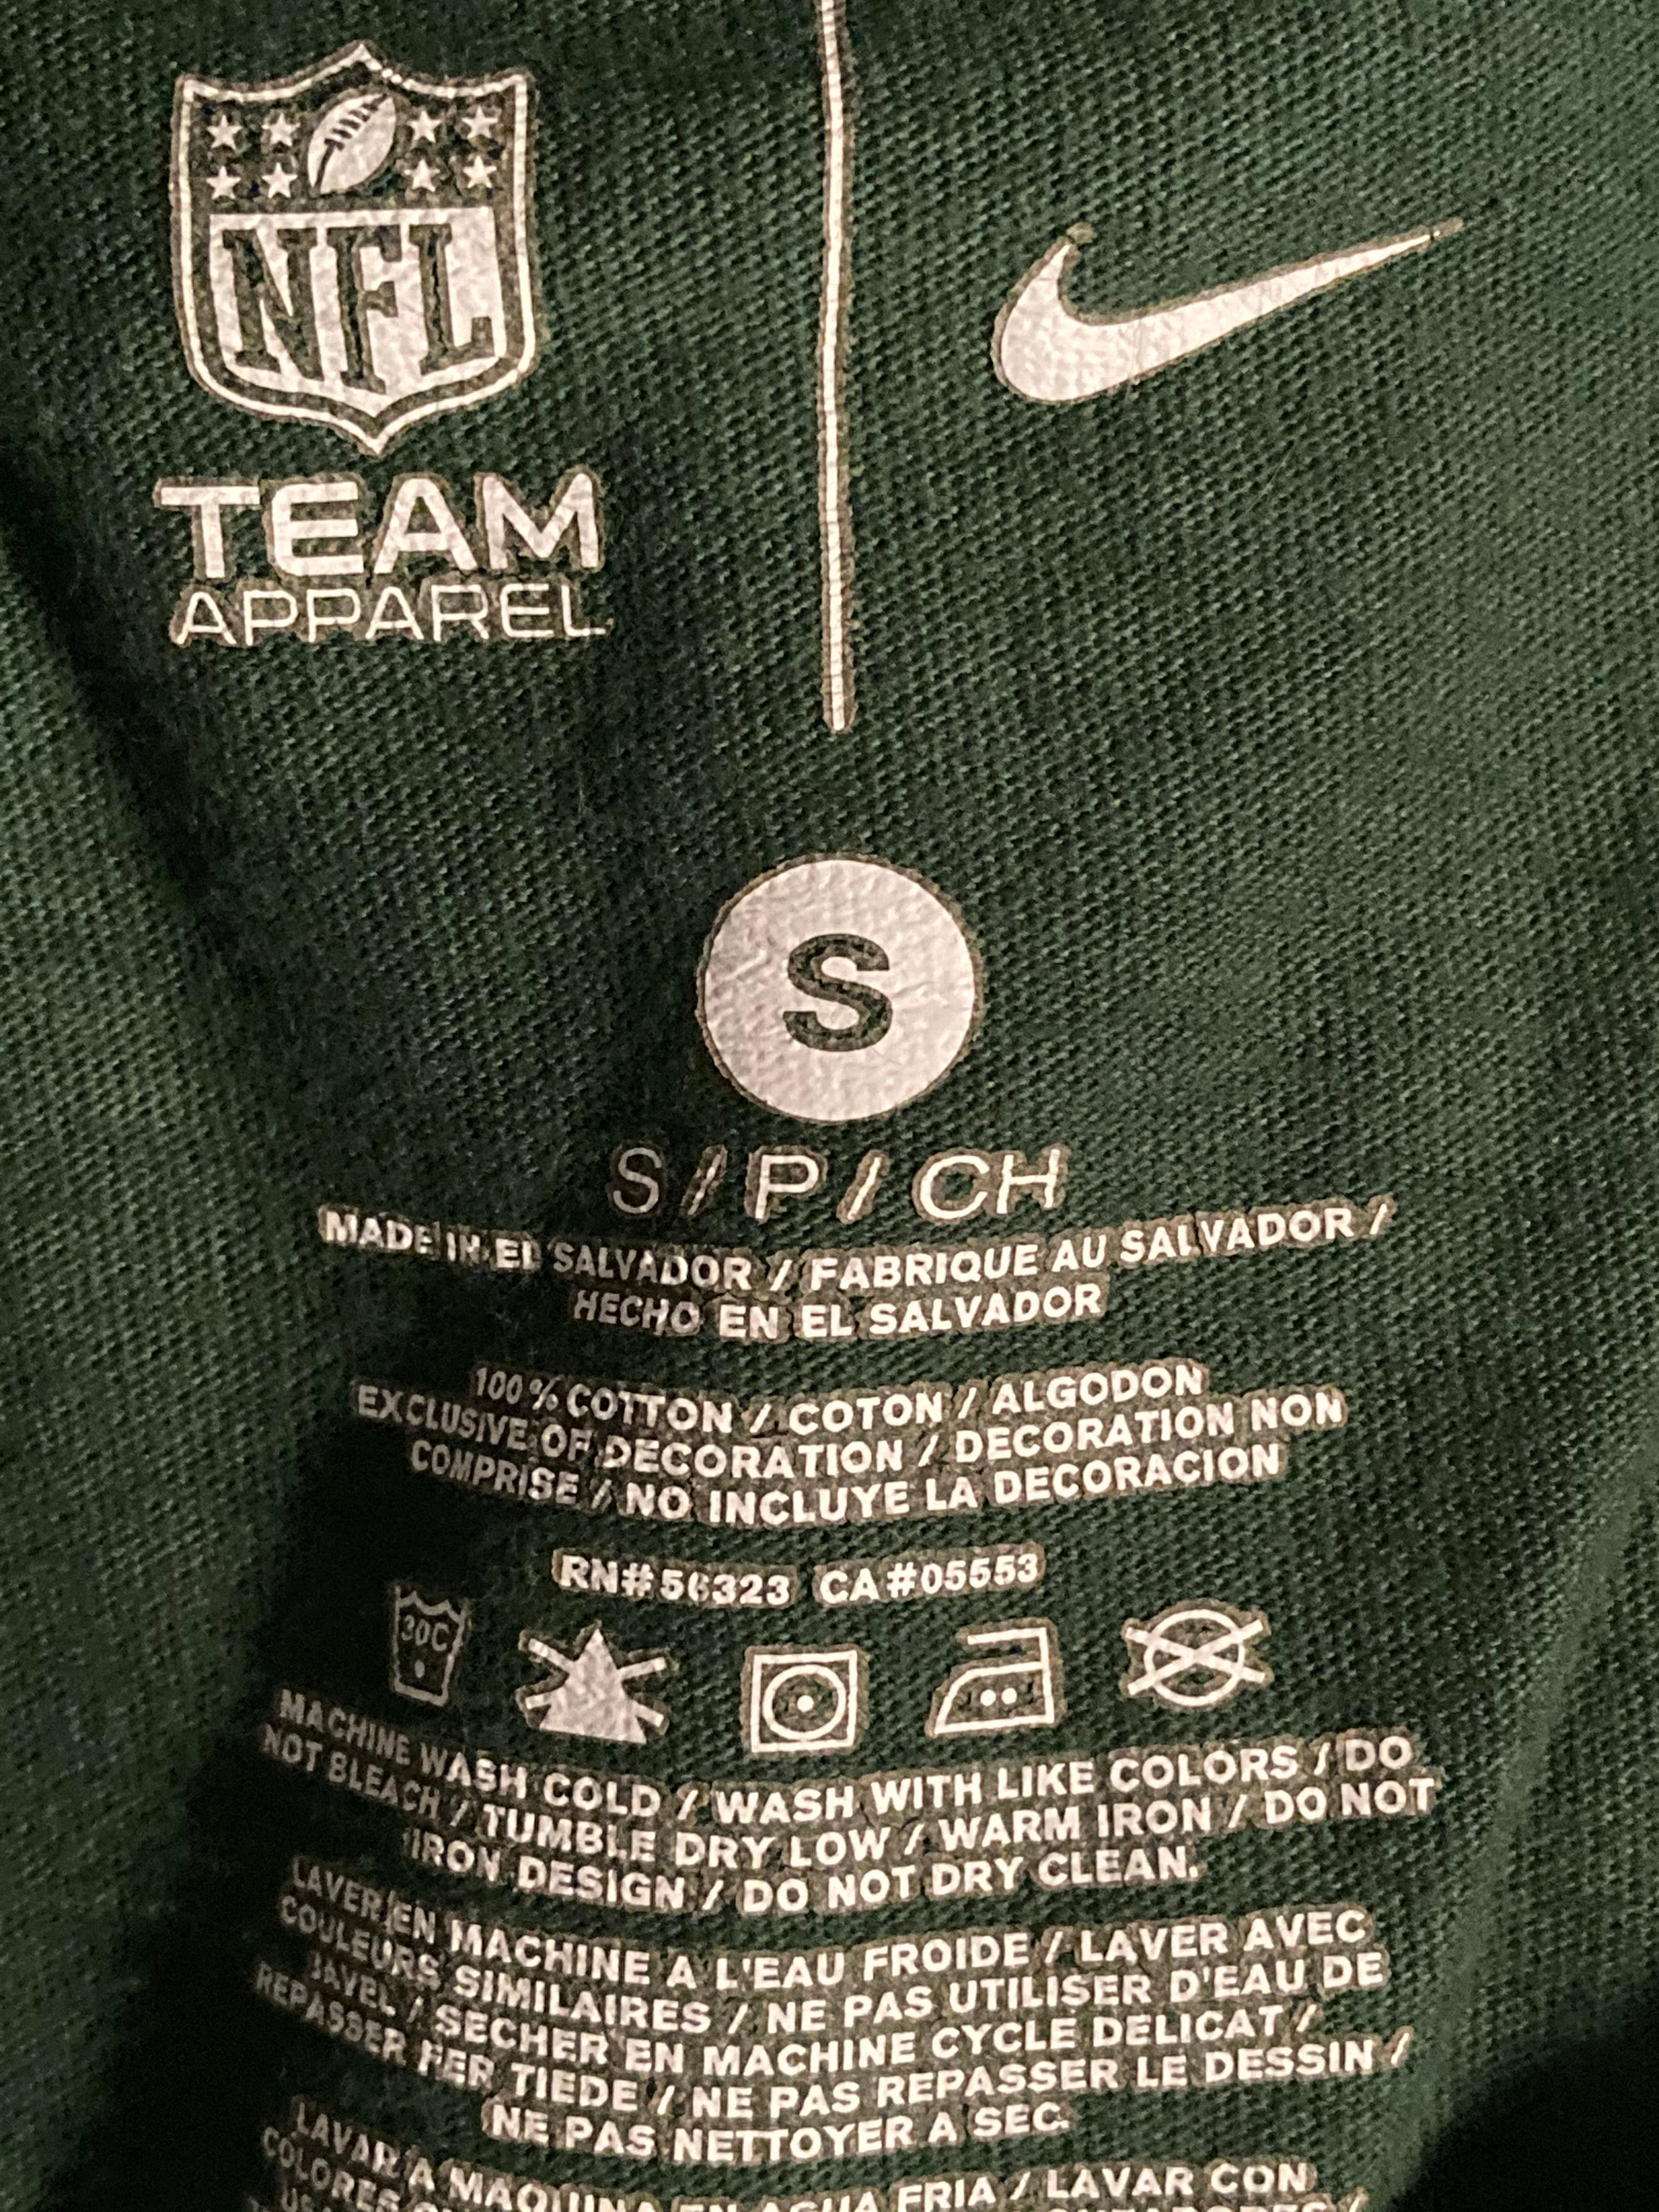 NFL
TEAM
APPAREL
S
S / P / CH
MADE IN EL SALVADOR / FABRIQUE AU SALVADOR /
HECHO EN EL SALVADOR
100% COTTON / COTON / ALGODON
EXCLUSIVE OF DECORATION / DECORATION NON
COMPRISE / NO INCLUYE LA DECORACION
RN#56323 CA#05553
30C
MACHINE WASH COLD / WASH WITH LIKE COLORS / DO
NOT BLEACH / TUMBLE DRY LOW / WARM IRON / DO NOT
IRON DESIGN / DO NOT DRY CLEAN.
LAVER EN MACHINE A L'EAU FROIDE / LAVER AVEC
COULEURS SIMILAIRES / NE PAS UTILISER D'EAU DE
JAVEL / SECHER EN MACHINE CYCLE DELICAT /
REPASSER FER TIEDE / NE PAS REPASSER LE DESSIN /
NE PAS NETTOYER A SEC.
LAVAR A MAQUINA EN AGUA FRIA / LAVAR CON
COLORES